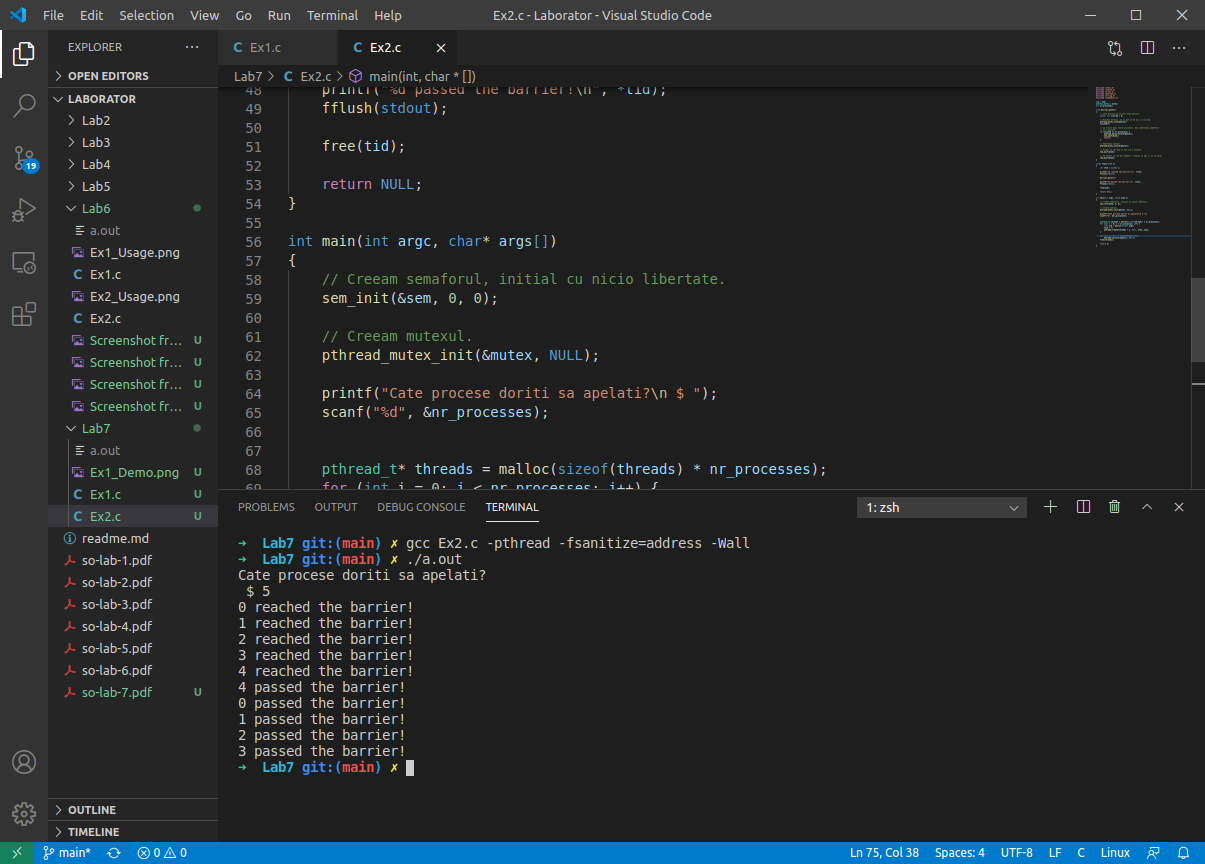 File Edit Selection View Go Run Terminal Help Ex2.c - Laborator - Visual Studio Code
EXPLORER ···
OPEN EDITORS
LABORATOR
Lab2
Lab3
Lab4
Lab5
Lab6
a.out
Ex1_Usage.png
Ex1.c
Ex2_Usage.png
Ex2.c
Screenshot fr... U
Screenshot fr... U
Screenshot fr... U
Screenshot fr... U
Lab7
a.out
Ex1_Demo.png U
Ex1.c U
Ex2.c U
readme.md
so-lab-1.pdf
so-lab-2.pdf
so-lab-3.pdf
so-lab-4.pdf
so-lab-5.pdf
so-lab-6.pdf
so-lab-7.pdf U
OUTLINE
TIMELINE
19
C Ex1.c C Ex2.c
Lab7 > C Ex2.c > main(int, char * [])
48 printf("%d passed the barrier!\n", *tid);
49 fflush(stdout);
50
51 free(tid);
52
53 return NULL;
54 }
55
56 int main(int argc, char* args[])
57 {
58 // Creeam semaforul, initial cu nicio libertate.
59 sem_init(&sem, 0, 0);
60
61 // Creeam mutexul.
62 pthread_mutex_init(&mutex, NULL);
63
64 printf("Cate procese doriti sa apelati?\n $ ");
65 scanf("%d", &nr_processes);
66
67
68 pthread_t* threads = malloc(sizeof(threads) * nr_processes);
69 for (int i = 0; i < nr_processes; i++) {
PROBLEMS OUTPUT DEBUG CONSOLE TERMINAL 1: zsh
➜ Lab7 git:(main) ✗ gcc Ex2.c -pthread -fsanitize=address -Wall
➜ Lab7 git:(main) ✗ ./a.out
Cate procese doriti sa apelati?
$ 5
0 reached the barrier!
1 reached the barrier!
2 reached the barrier!
3 reached the barrier!
4 reached the barrier!
4 passed the barrier!
0 passed the barrier!
1 passed the barrier!
2 passed the barrier!
3 passed the barrier!
➜ Lab7 git:(main) ✗
main* 0 0 Ln 75, Col 38 Spaces: 4 UTF-8 LF C Linux